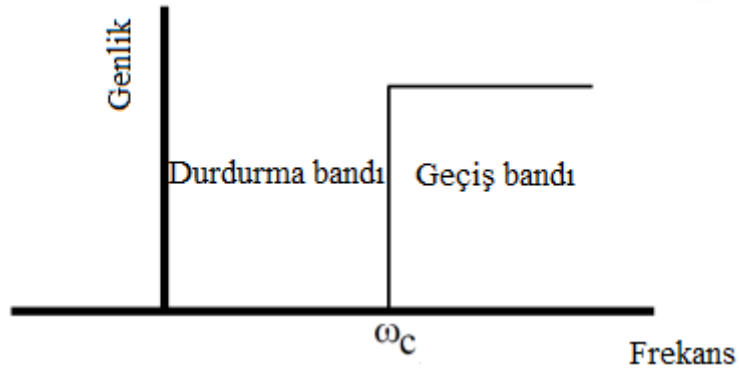 Genlik
Durdurma bandı
Geçiş bandı
ωc
Frekans